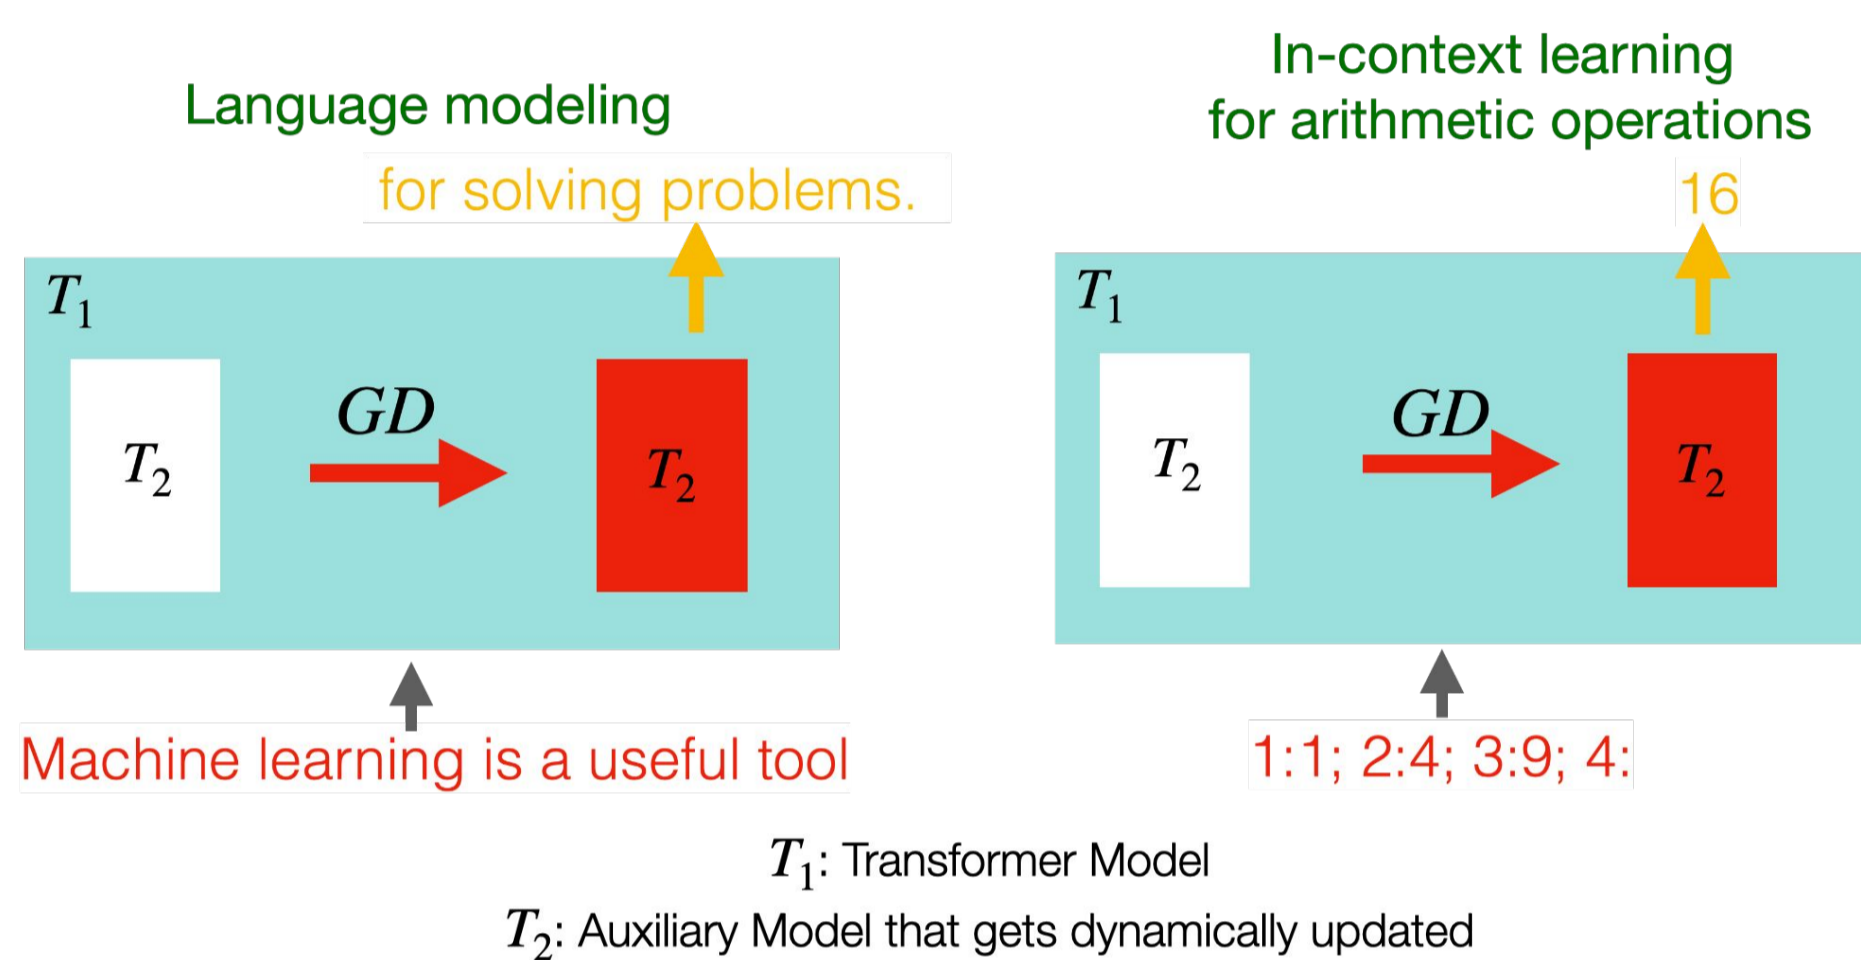 Language modeling
for solving problems.
T₁
T₂
GD
T₂
Machine learning is a useful tool
In-context learning
for arithmetic operations
16
T₁
T₂
GD
T₂
1:1; 2:4; 3:9; 4:
T₁: Transformer Model
T₂: Auxiliary Model that gets dynamically updated